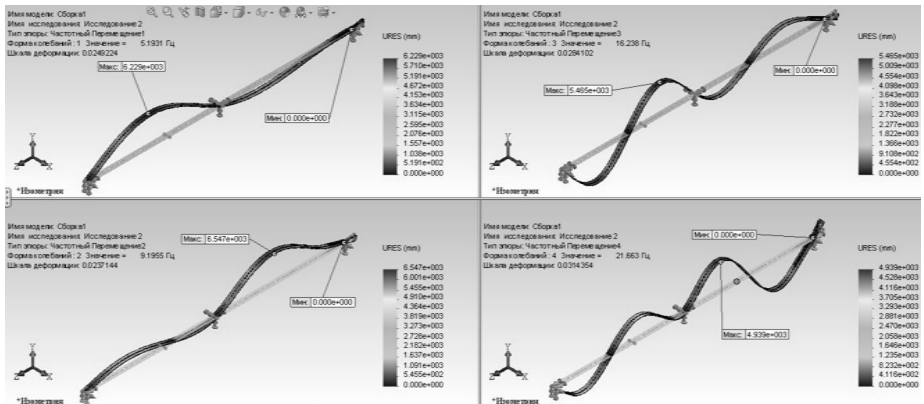 Имя модели: Сборка1
Имя исследования: Исследование 2
Тип эпюры: Частотный Перемещение1
Форма колебаний: 1 Значение = 5.1931 Гц
Шкала деформации: 0.0249224
Макс: 6.229e+003
Мин: 0.000e+000
URES (mm)
6.229e+003
5.710e+003
5.191e+003
4.672e+003
4.153e+003
3.634e+003
3.115e+003
2.595e+003
2.076e+003
1.557e+003
1.038e+003
5.191e+002
0.000e+000
Y
Z
X
*Изометрия
Имя модели: Сборка1
Имя исследования: Исследование 2
Тип эпюры: Частотный Перемещение3
Форма колебаний: 3 Значение = 16.238 Гц
Шкала деформации: 0.0284102
Макс: 5.465e+003
Мин: 0.000e+000
URES (mm)
5.465e+003
5.009e+003
4.554e+003
4.098e+003
3.643e+003
3.188e+003
2.732e+003
2.277e+003
1.822e+003
1.366e+003
9.108e+002
4.554e+002
0.000e+000
Y
Z
X
*Изометрия
Имя модели: Сборка1
Имя исследования: Исследование 2
Тип эпюры: Частотный Перемещение2
Форма колебаний: 2 Значение = 9.1955 Гц
Шкала деформации: 0.0237144
Макс: 6.547e+003
Мин: 0.000e+000
URES (mm)
6.547e+003
6.001e+003
5.455e+003
4.910e+003
4.364e+003
3.819e+003
3.273e+003
2.728e+003
2.182e+003
1.637e+003
1.091e+003
5.455e+002
0.000e+000
Y
Z
X
*Изометрия
Имя модели: Сборка1
Имя исследования: Исследование 2
Тип эпюры: Частотный Перемещение4
Форма колебаний: 4 Значение = 21.663 Гц
Шкала деформации: 0.0314354
Мин: 0.000e+000
Макс: 4.939e+003
URES (mm)
4.939e+003
4.528e+003
4.116e+003
3.705e+003
3.293e+003
2.881e+003
2.470e+003
2.058e+003
1.646e+003
1.235e+003
8.232e+002
4.116e+002
0.000e+000
Y
Z
X
*Изометрия